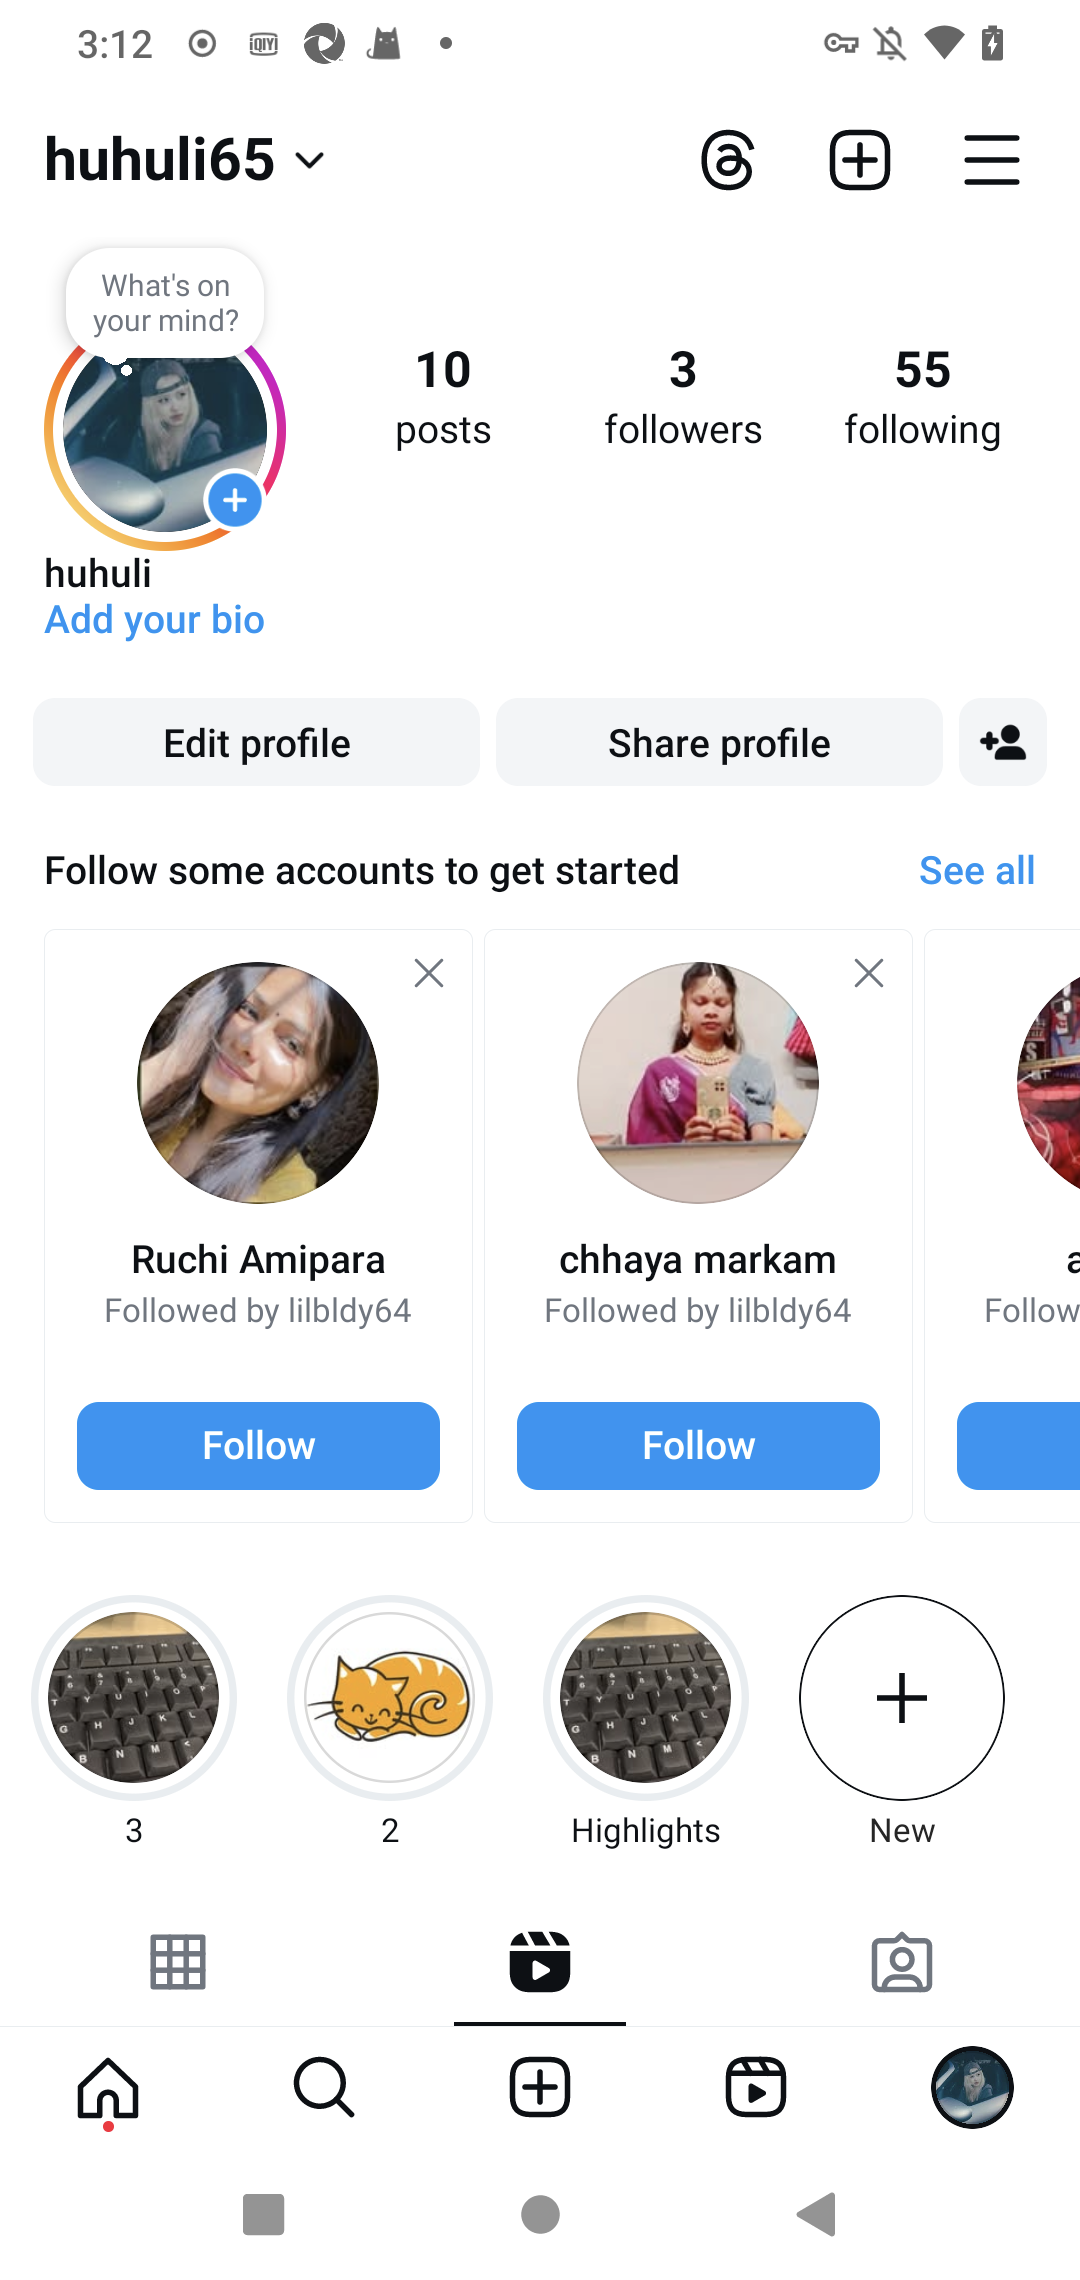 3:12
iQIYI
huhuli65
What's on
your mind?
10
posts
3
followers
55
following
huhuli
Add your bio
Edit profile
Share profile
Follow some accounts to get started
See all
Ruchi Amipara
Followed by lilbldy64
Follow
chhaya markam
Followed by lilbldy64
Follow
a
Follow
3
2
Highlights
New